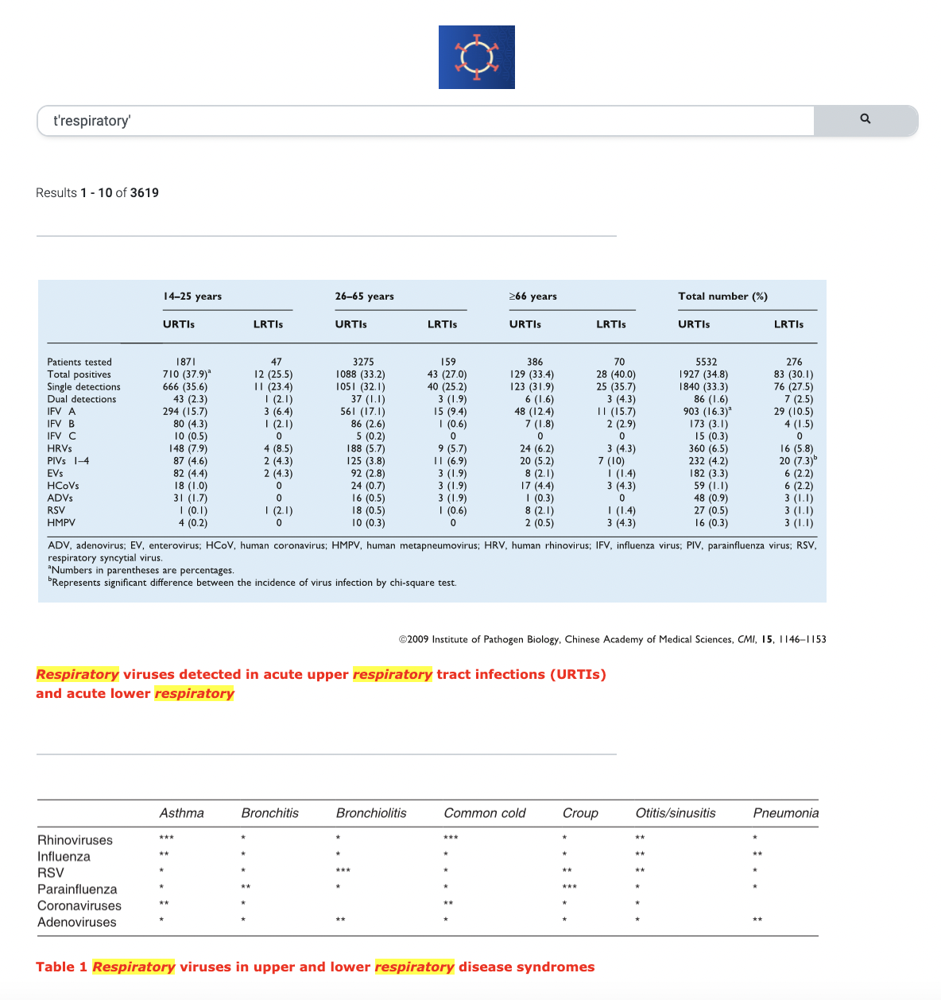 t'respiratory'
Results 1 - 10 of 3619
14–25 years 26–65 years ≥66 years Total number (%)
URTIs LRTIs URTIs LRTIs URTIs LRTIs URTIs LRTIs
Patients tested 1871 47 3275 159 386 70 5532 276
Total positives 710 (37.9)a 12 (25.5) 1088 (33.2) 43 (27.0) 129 (33.4) 28 (40.0) 1927 (34.8) 83 (30.1)
Single detections 666 (35.6) 11 (23.4) 1051 (32.1) 40 (25.2) 123 (31.9) 25 (35.7) 1840 (33.3) 76 (27.5)
Dual detections 43 (2.3) 1 (2.1) 37 (1.1) 3 (1.9) 6 (1.6) 3 (4.3) 86 (1.6) 7 (2.5)
IFV A 294 (15.7) 3 (6.4) 561 (17.1) 15 (9.4) 48 (12.4) 11 (15.7) 903 (16.3)a 29 (10.5)
IFV B 80 (4.3) 1 (2.1) 86 (2.6) 1 (0.6) 7 (1.8) 2 (2.9) 173 (3.1) 4 (1.5)
IFV C 10 (0.5) 0 5 (0.2) 0 0 0 15 (0.3) 0
HRVs 148 (7.9) 4 (8.5) 188 (5.7) 9 (5.7) 24 (6.2) 3 (4.3) 360 (6.5) 16 (5.8)
PIVs 1–4 87 (4.6) 2 (4.3) 125 (3.8) 11 (6.9) 20 (5.2) 7 (10) 232 (4.2) 20 (7.3)b
EVs 82 (4.4) 2 (4.3) 92 (2.8) 3 (1.9) 8 (2.1) 1 (1.4) 182 (3.3) 6 (2.2)
HCoVs 18 (1.0) 0 24 (0.7) 3 (1.9) 17 (4.4) 3 (4.3) 59 (1.1) 6 (2.2)
ADVs 31 (1.7) 0 16 (0.5) 3 (1.9) 1 (0.3) 0 48 (0.9) 3 (1.1)
RSV 1 (0.1) 1 (2.1) 18 (0.5) 1 (0.6) 8 (2.1) 1 (1.4) 27 (0.5) 3 (1.1)
HMPV 4 (0.2) 0 10 (0.3) 0 2 (0.5) 3 (4.3) 16 (0.3) 3 (1.1)
ADV, adenovirus; EV, enterovirus; HCoV, human coronavirus; HMPV, human metapneumovirus; HRV, human rhinovirus; IFV, influenza virus; PIV, parainfluenza virus; RSV,
respiratory syncytial virus.
aNumbers in parentheses are percentages.
bRepresents significant difference between the incidence of virus infection by chi-square test.
©2009 Institute of Pathogen Biology, Chinese Academy of Medical Sciences, CMI, 15, 1146–1153
Respiratory viruses detected in acute upper respiratory tract infections (URTIs)
and acute lower respiratory
Asthma Bronchitis Bronchiolitis Common cold Croup Otitis/sinusitis Pneumonia
Rhinoviruses *** * * *** * ** *
Influenza ** * * * * ** **
RSV * * *** * ** ** *
Parainfluenza * ** * * *** * *
Coronaviruses ** * ** * *
Adenoviruses * * ** * * * **
Table 1 Respiratory viruses in upper and lower respiratory disease syndromes